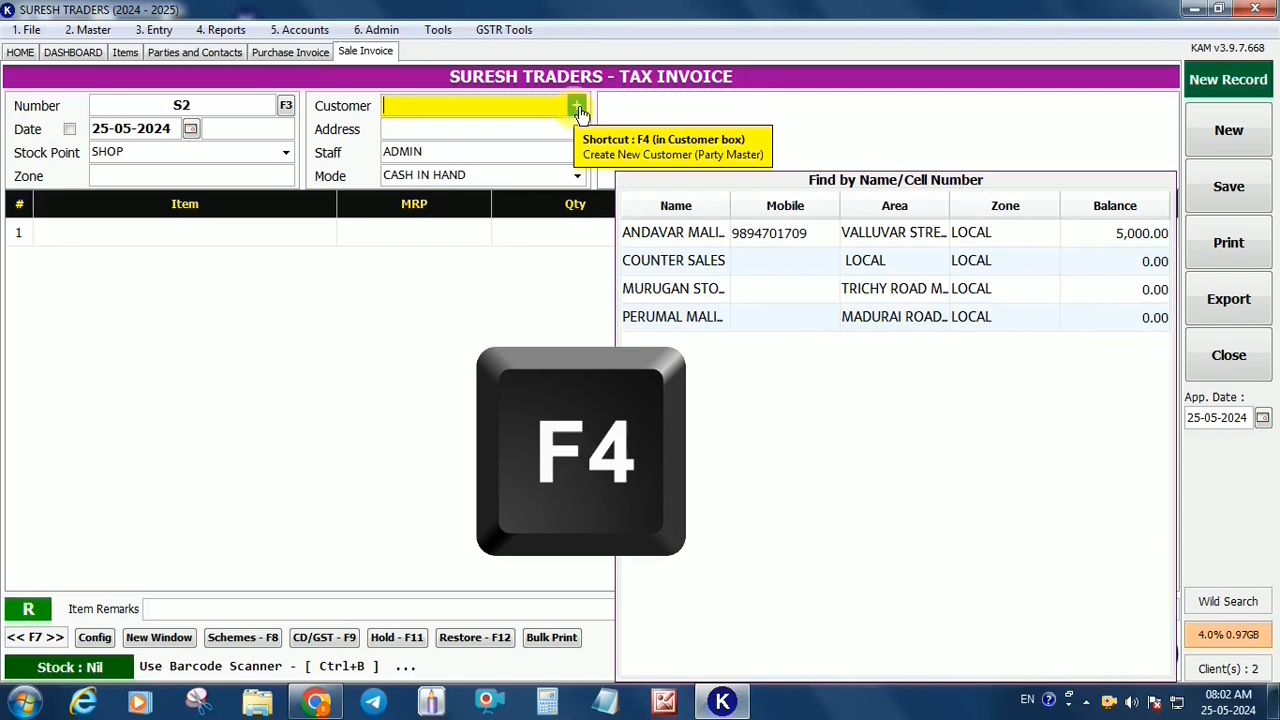 K SURESH TRADERS (2024 - 2025)
1. File 2. Master 3. Entry 4. Reports 5. Accounts 6. Admin Tools GSTR Tools
HOME DASHBOARD Items Parties and Contacts Purchase Invoice Sale Invoice
KAM v3.9.7.668
SURESH TRADERS - TAX INVOICE
New Record
Number S2 F3
Customer
Date 25-05-2024
Address
Stock Point SHOP
Staff ADMIN
Zone
Mode CASH IN HAND
Shortcut : F4 (in Customer box)
Create New Customer (Party Master)
New
Save
Print
Export
Close
App. Date :
25-05-2024
# Item MRP Qty
1
Find by Name/Cell Number
Name Mobile Area Zone Balance
ANDAVAR MALI... 9894701709 VALLUVAR STRE... LOCAL 5,000.00
COUNTER SALES LOCAL LOCAL 0.00
MURUGAN STO... TRICHY ROAD M... LOCAL 0.00
PERUMAL MALI... MADURAI ROAD... LOCAL 0.00
F4
R Item Remarks
<< F7 >> Config New Window Schemes - F8 CD/GST - F9 Hold - F11 Restore - F12 Bulk Print
Stock : Nil Use Barcode Scanner - [ Ctrl+B ] ...
Wild Search
4.0% 0.97GB
Client(s) : 2
K
EN
08:02 AM
25-05-2024